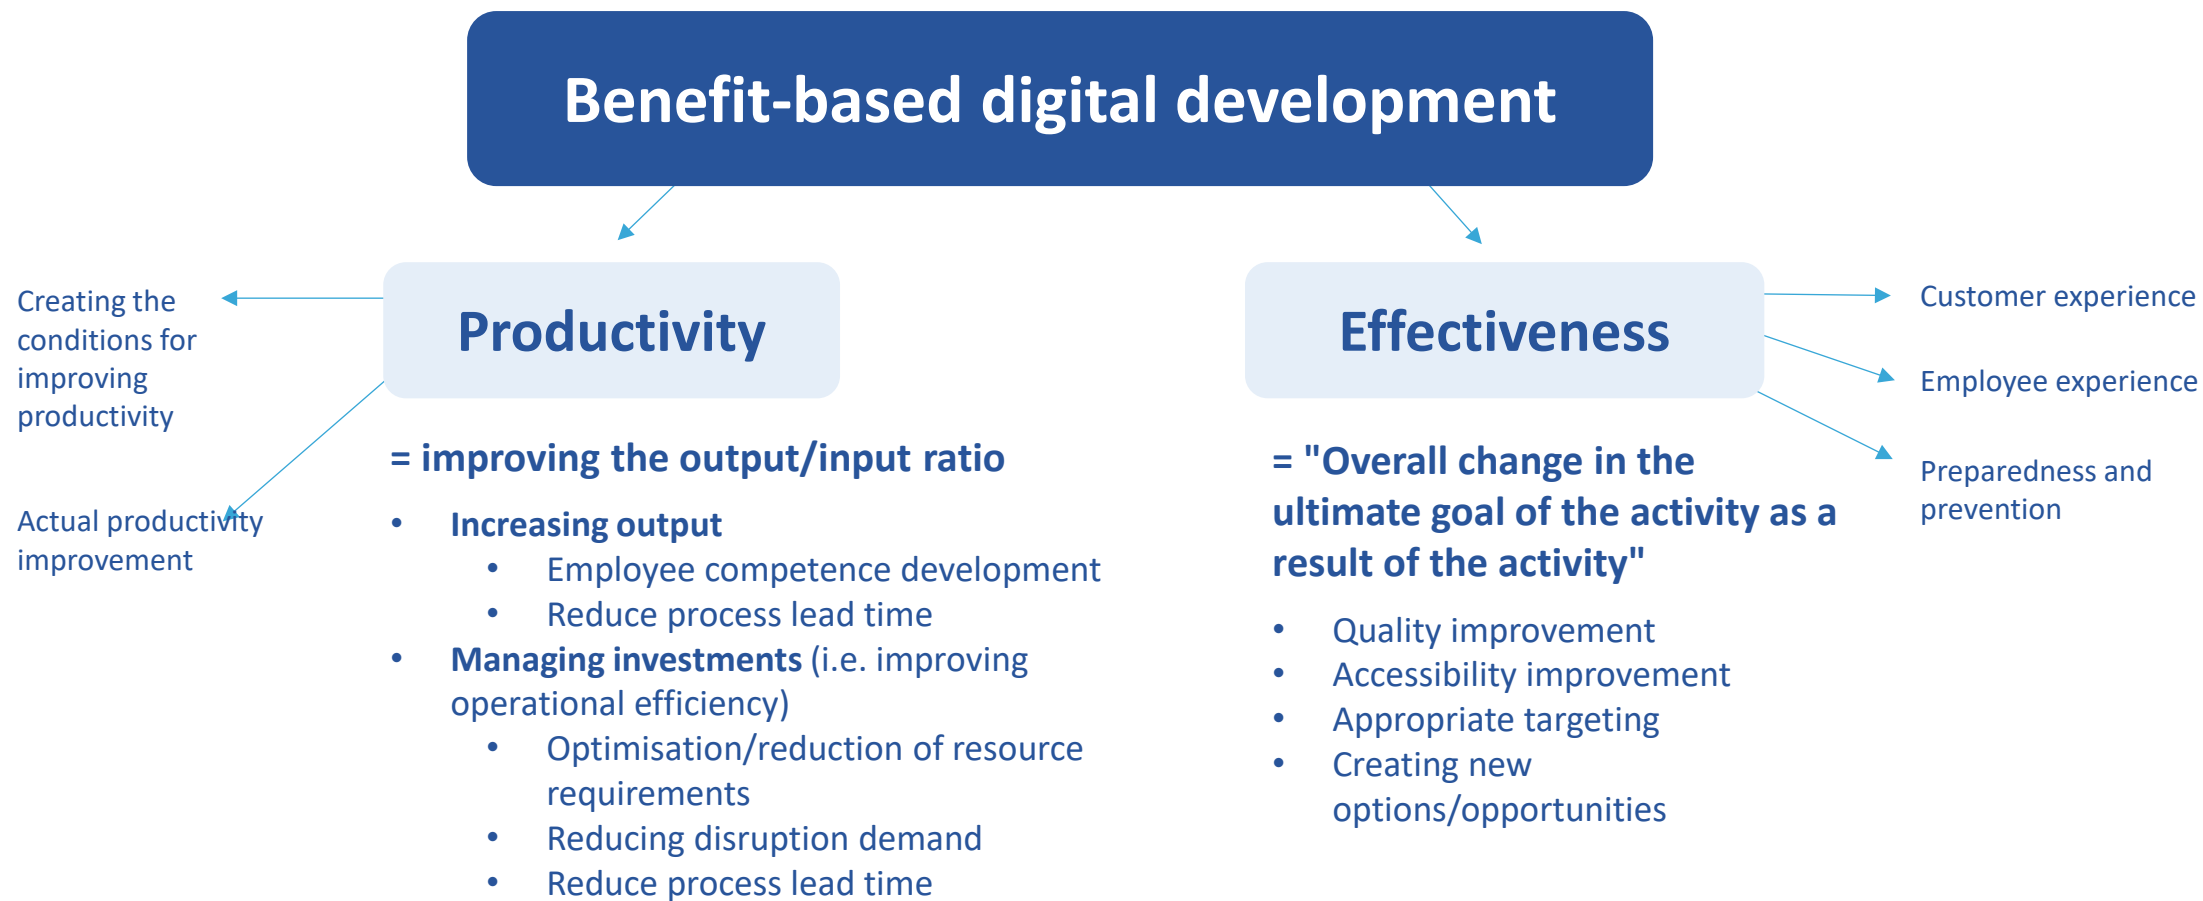 Benefit-based digital development
Creating the
conditions for
improving
productivity
Actual productivity
improvement
Productivity
= improving the output/input ratio
• Increasing output
• Employee competence development
• Reduce process lead time
• Managing investments (i.e. improving
operational efficiency)
• Optimisation/reduction of resource
requirements
• Reducing disruption demand
• Reduce process lead time
Effectiveness
= "Overall change in the
ultimate goal of the activity as a
result of the activity"
• Quality improvement
• Accessibility improvement
• Appropriate targeting
• Creating new
options/opportunities
Customer experience
Employee experience
Preparedness and
prevention